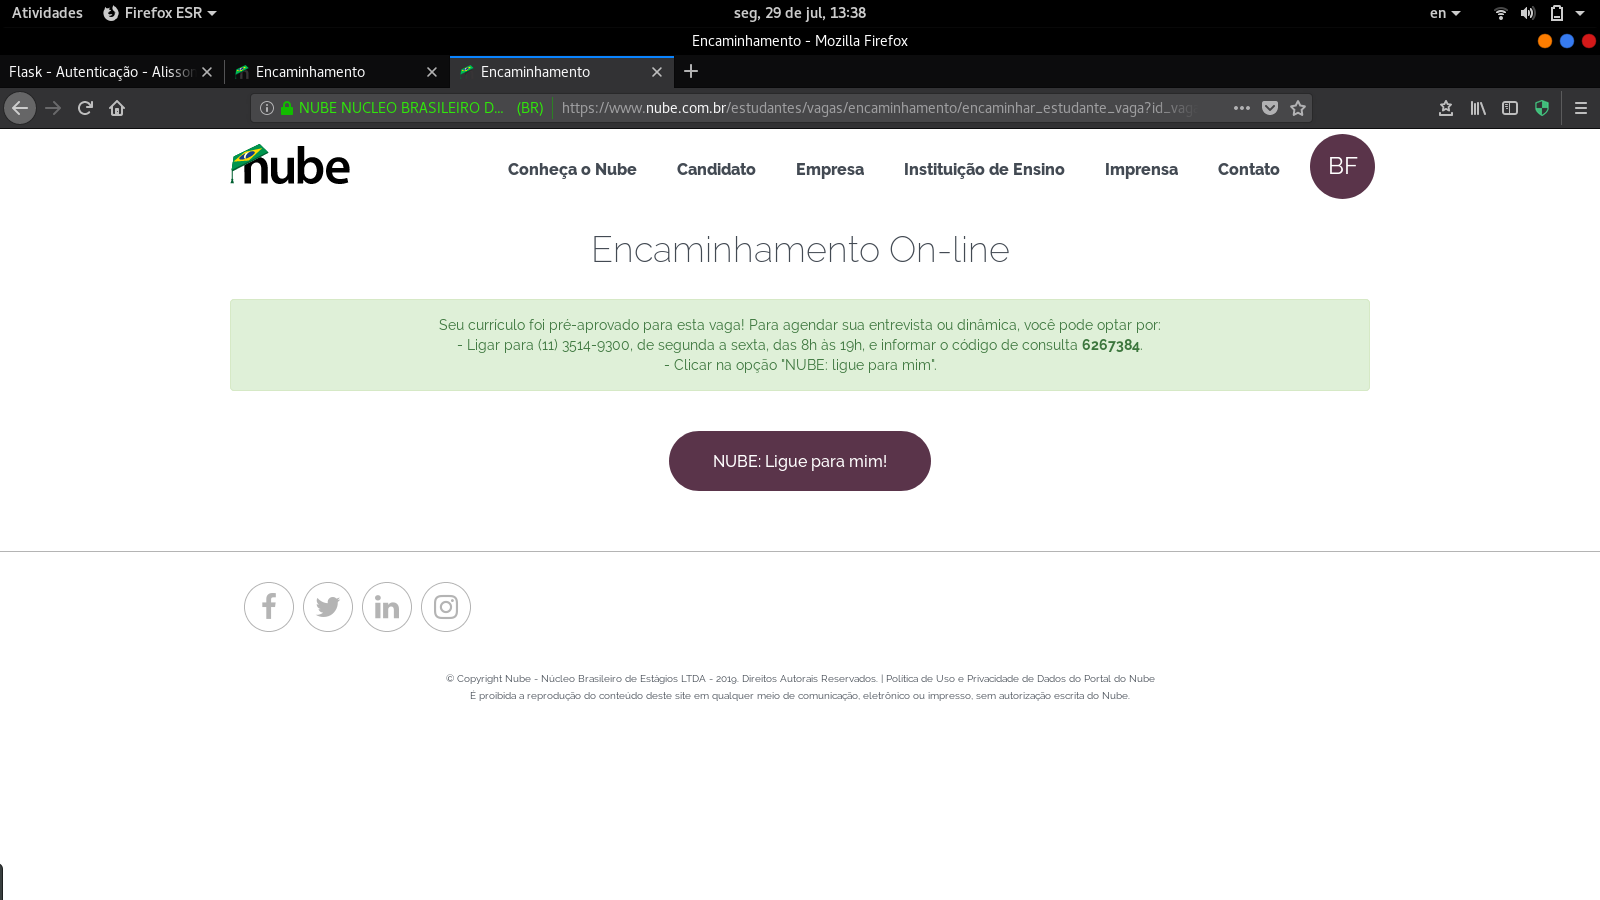 Atividades
Firefox ESR
seg, 29 de jul, 13:38
en
Encaminhamento - Mozilla Firefox
Flask - Autenticação - Alisson
Encaminhamento
Encaminhamento
NUBE NUCLEO BRASILEIRO D... (BR)
https://www.nube.com.br/estudantes/vagas/encaminhamento/encaminhar_estudante_vaga?id_vag
nube
Conheça o Nube
Candidato
Empresa
Instituição de Ensino
Imprensa
Contato
BF
Encaminhamento On-line
Seu currículo foi pré-aprovado para esta vaga! Para agendar sua entrevista ou dinâmica, você pode optar por:
- Ligar para (11) 3514-9300, de segunda a sexta, das 8h às 19h, e informar o código de consulta 6267384.
- Clicar na opção "NUBE: ligue para mim".
NUBE: Ligue para mim!
© Copyright Nube - Núcleo Brasileiro de Estágios LTDA - 2019. Direitos Autorais Reservados. | Política de Uso e Privacidade de Dados do Portal do Nube
É proibida a reprodução do conteúdo deste site em qualquer meio de comunicação, eletrônico ou impresso, sem autorização escrita do Nube.